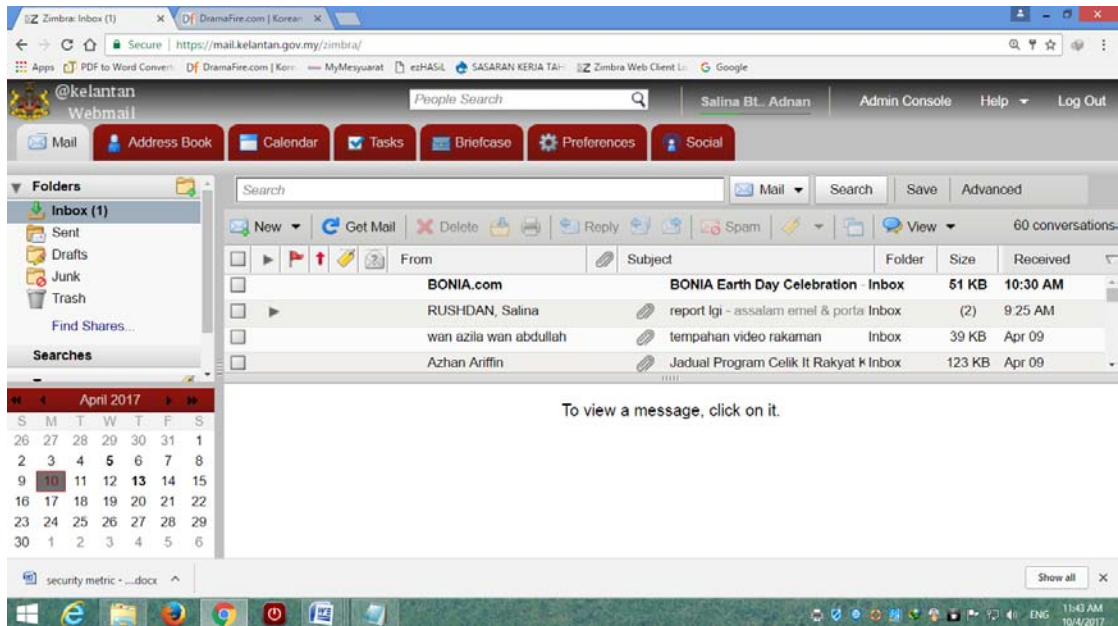 Zimbra: Inbox (1)
DramaFire.com | Korean
Secure | https://mail.kelantan.gov.my/zimbra/
Apps PDF to Word Convert DramaFire.com | Kore MyMesyuarat ezHASiL SASARAN KERJA TAH Zimbra Web Client Lo Google
@kelantan
Webmail
People Search
Salina Bt.. Adnan Admin Console Help Log Out
Mail Address Book Calendar Tasks Briefcase Preferences Social
Folders
Inbox (1)
Sent
Drafts
Junk
Trash
Find Shares...
Searches
Search Mail Search Save Advanced
New Get Mail Delete Reply Spam View 60 conversations
From Subject Folder Size Received
BONIA.com BONIA Earth Day Celebration - Inbox 51 KB 10:30 AM
RUSHDAN, Salina report lgi - assalam emel & porta Inbox (2) 9:25 AM
wan azila wan abdullah tempahan video rakaman Inbox 39 KB Apr 09
Azhan Ariffin Jadual Program Celik It Rakyat K Inbox 123 KB Apr 09
To view a message, click on it.
April 2017
S M T W T F S
26 27 28 29 30 31 1
2 3 4 5 6 7 8
9 10 11 12 13 14 15
16 17 18 19 20 21 22
23 24 25 26 27 28 29
30 1 2 3 4 5 6
security metric - ....docx
Show all
ENG 11:43 AM
10/4/2017